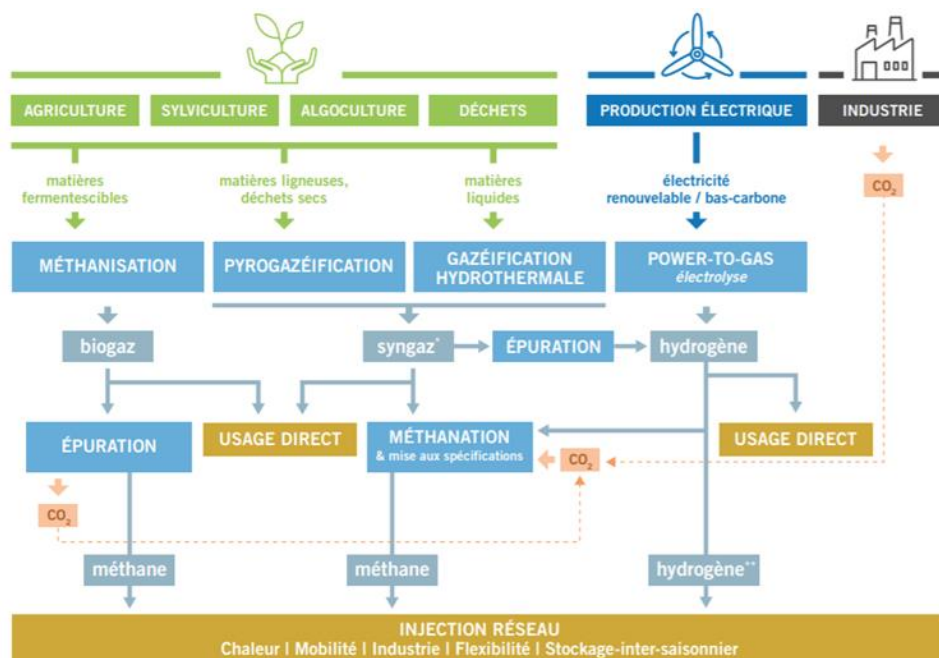 AGRICULTURE
SYLVICULTURE
ALGOCULTURE
DÉCHETS
PRODUCTION ÉLECTRIQUE
INDUSTRIE
matières
fermentescibles
matières ligneuses,
déchets secs
matières
liquides
électricité
renouvelable / bas-carbone
CO₂
MÉTHANISATION
PYROGAZÉIFICATION
GAZÉIFICATION
HYDROTHERMALE
POWER-TO-GAS
électrolyse
biogaz
syngaz*
ÉPURATION
hydrogène
ÉPURATION
USAGE DIRECT
MÉTHANATION
& mise aux spécifications
CO₂
USAGE DIRECT
CO₂
méthane
méthane
hydrogène**
INJECTION RÉSEAU
Chaleur | Mobilité | Industrie | Flexibilité | Stockage-inter-saisonnier